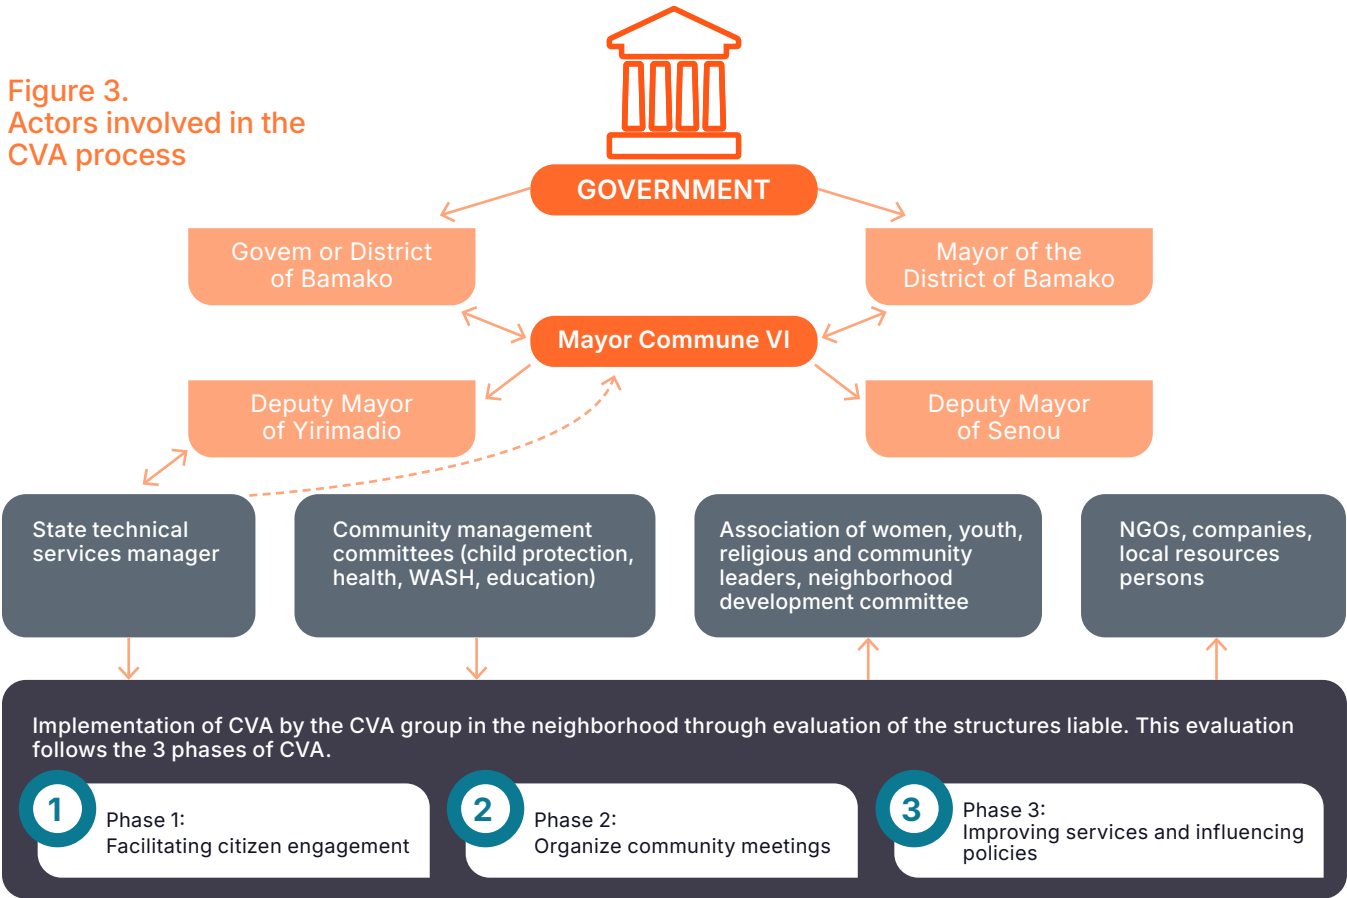 Figure 3.
Actors involved in the
CVA process
GOVERNMENT
Govem or District
of Bamako
Mayor of the
District of Bamako
Mayor Commune VI
Deputy Mayor
of Yirimadio
Deputy Mayor
of Senou
State technical
services manager
Community management
committees (child protection,
health, WASH, education)
Association of women, youth,
religious and community
leaders, neighborhood
development committee
NGOs, companies,
local resources
persons
Implementation of CVA by the CVA group in the neighborhood through evaluation of the structures liable. This evaluation
follows the 3 phases of CVA.
1
Phase 1:
Facilitating citizen engagement
2
Phase 2:
Organize community meetings
3
Phase 3:
Improving services and influencing
policies